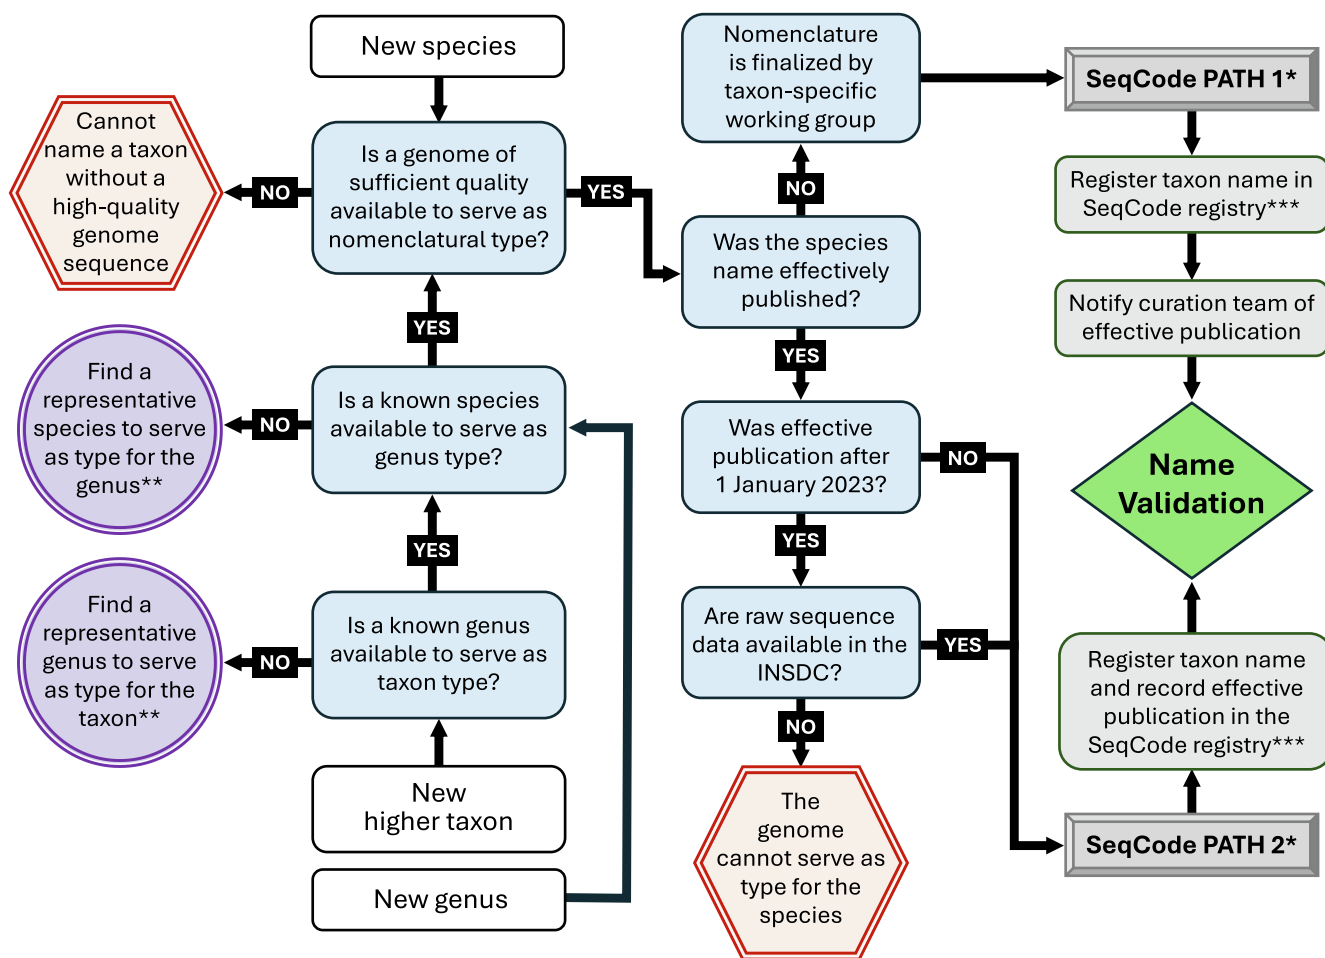 New species
Cannot
name a taxon
without a
high-quality
genome
sequence
NO
Is a genome of
sufficient quality
available to serve as
nomenclatural type?
YES
YES
Find a
representative
species to serve
as type for the
genus**
NO
Is a known species
available to serve as
genus type?
YES
Find a
representative
genus to serve
as type for the
taxon**
NO
Is a known genus
available to serve as
taxon type?
New
higher taxon
New genus
Nomenclature
is finalized by
taxon-specific
working group
NO
Was the species
name effectively
published?
YES
Was effective
publication after
1 January 2023?
NO
YES
Are raw sequence
data available in the
INSDC?
YES
NO
The
genome
cannot serve as
type for the
species
SeqCode PATH 1*
Register taxon name in
SeqCode registry***
Notify curation team of
effective publication
Name
Validation
Register taxon name
and record effective
publication in the
SeqCode registry***
SeqCode PATH 2*